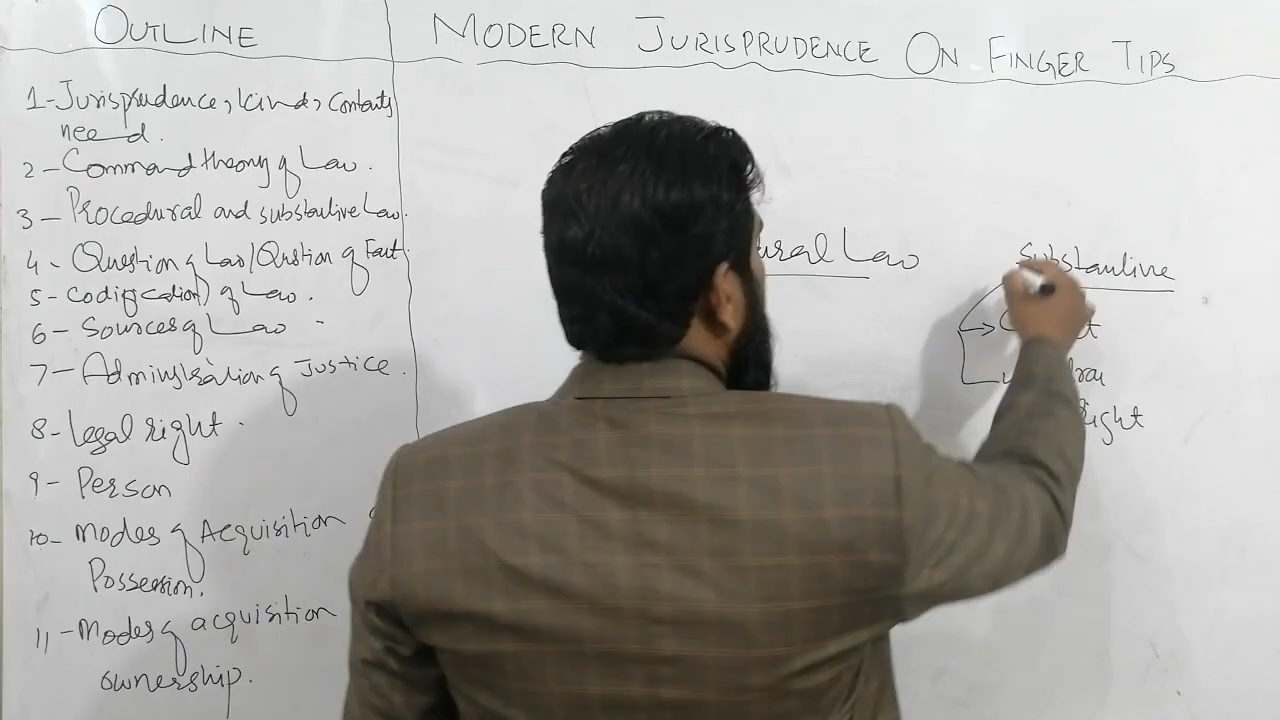 OUTLINE
1-Jurisprudence, kinds, contents
need.
2- Command theory of Law.
3- Procedural and substantive Law.
4- Question of Law/Question of Fact.
5- Codification of Law.
6- Sources of Law
7- Administration of Justice.
8- Legal right.
9- Person
10- Modes of Acquisition
Possession.
11- Modes of acquisition
ownership.
MODERN JURISPRUDENCE ON FINGER TIPS
ural Law
Substantive
Right